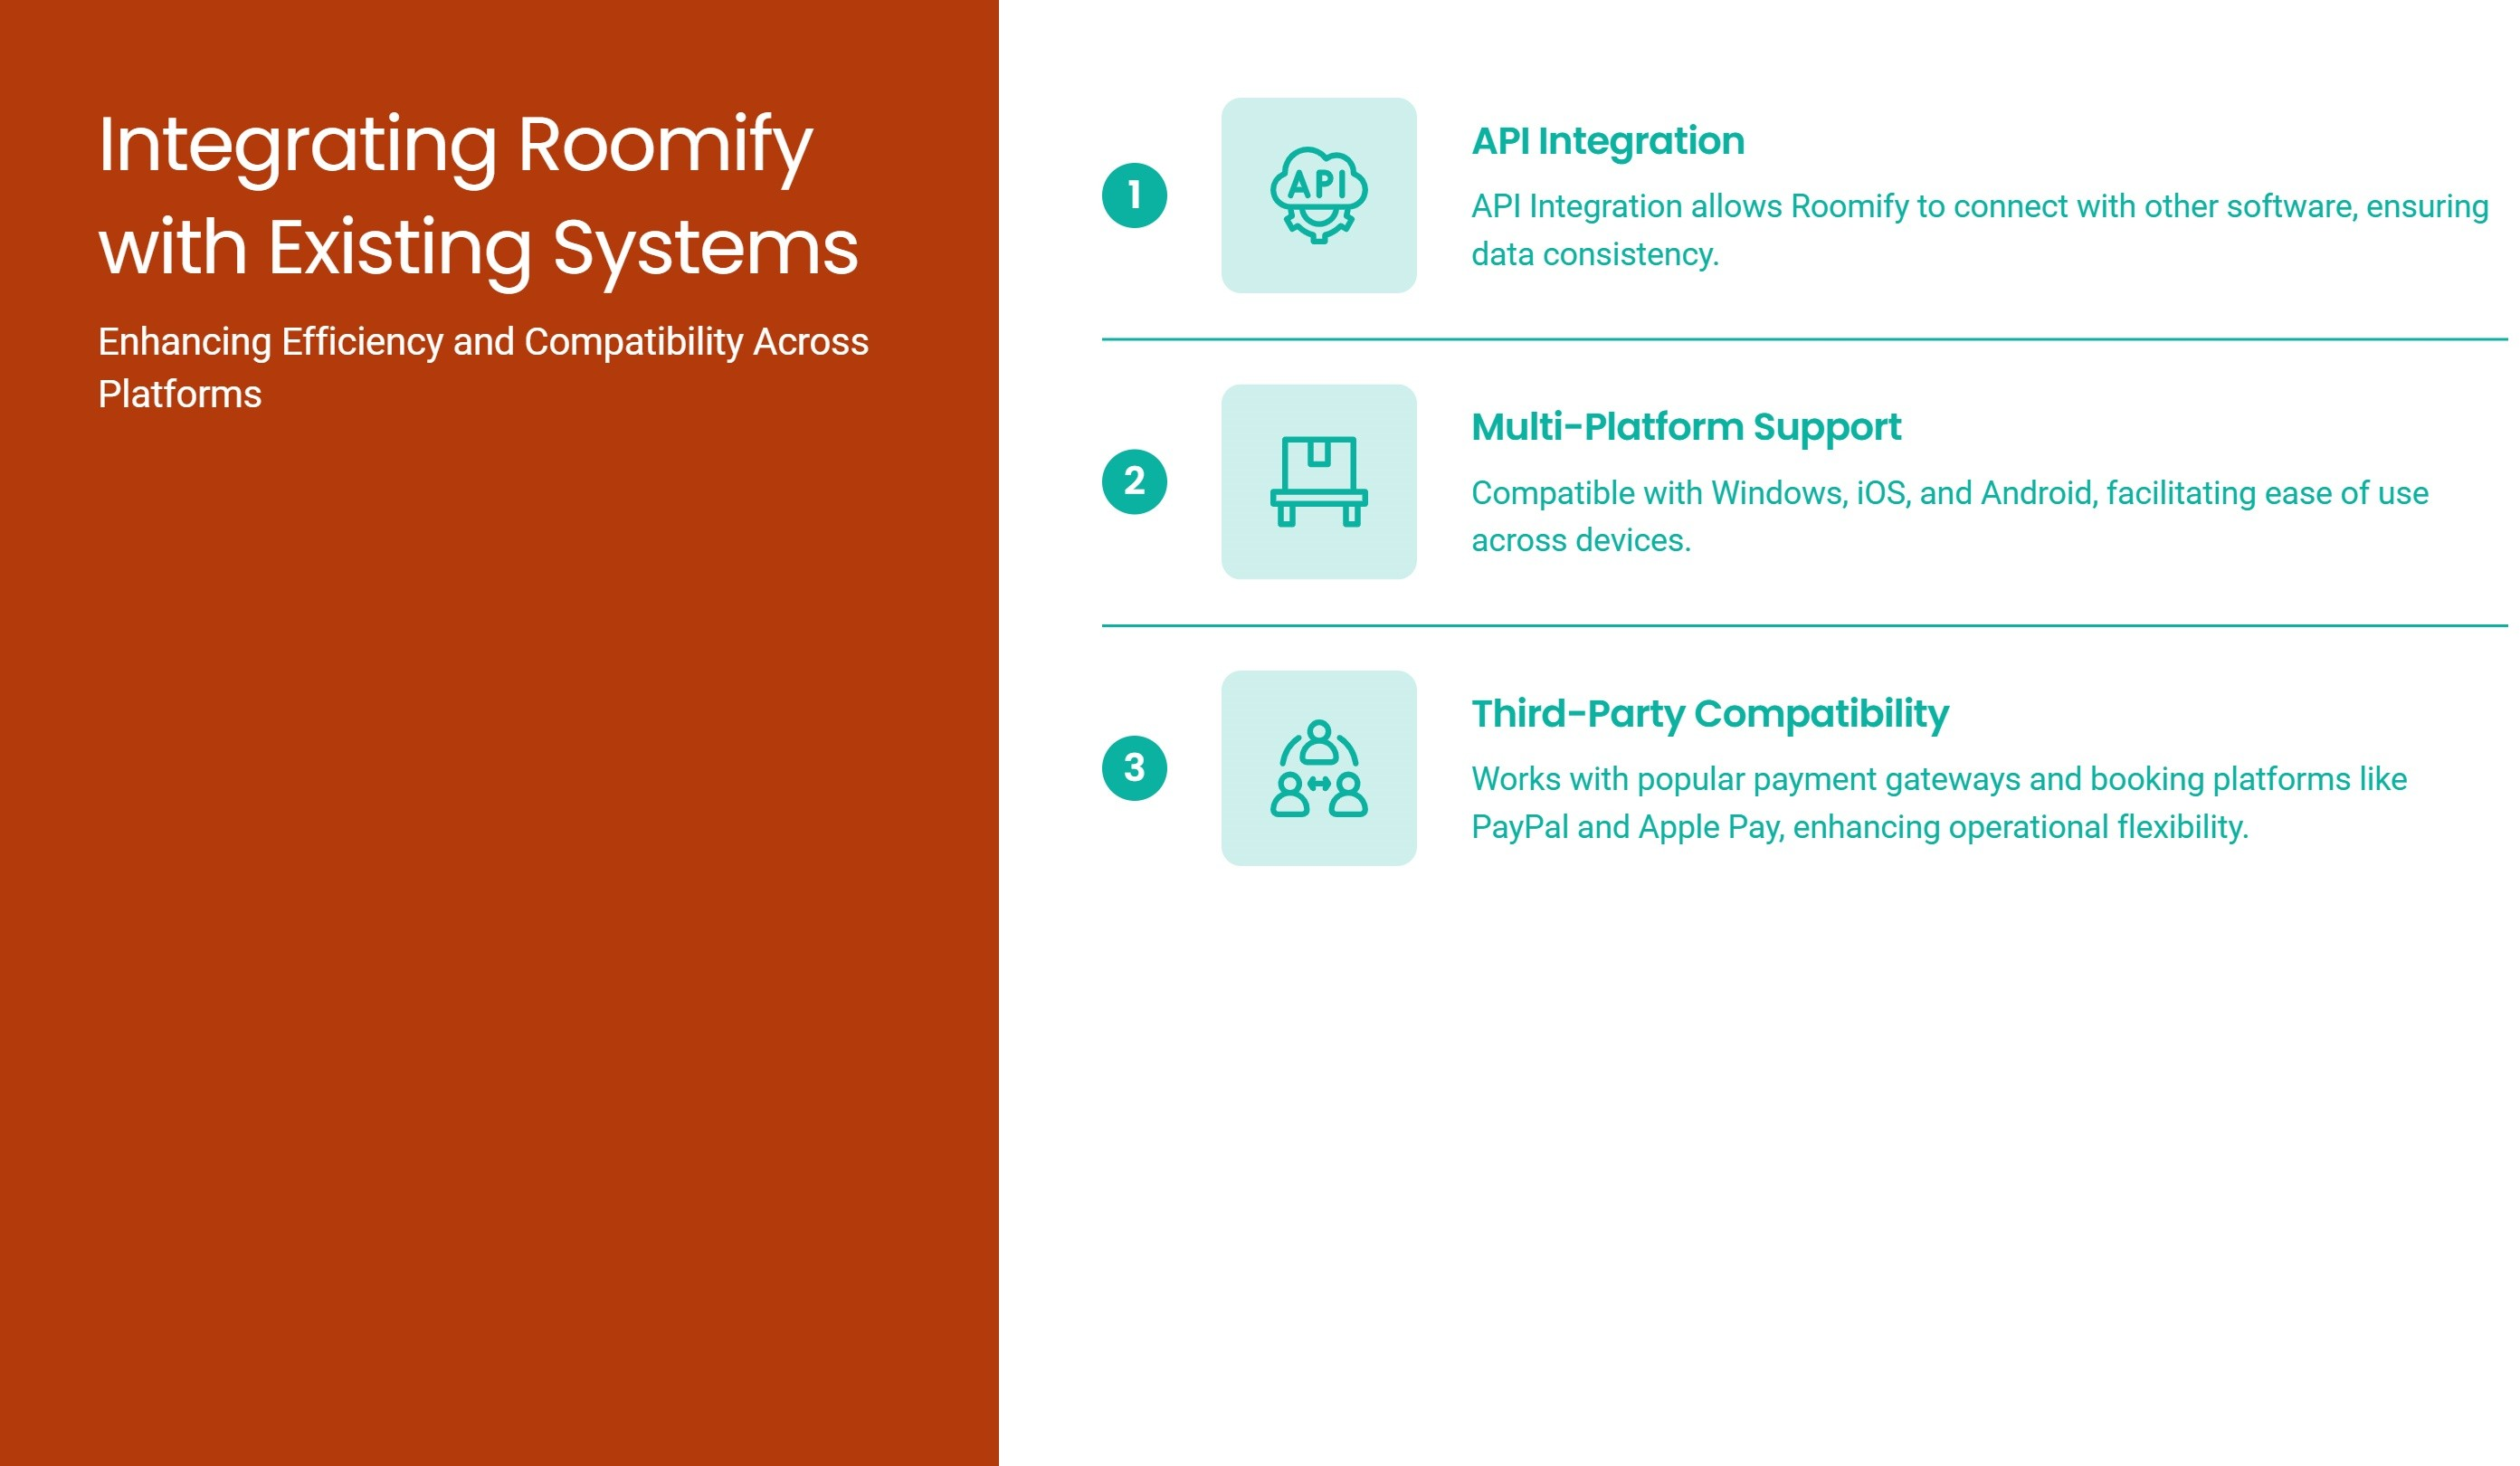 Integrating Roomify
with Existing Systems
Enhancing Efficiency and Compatibility Across
Platforms
1
API
API Integration
API Integration allows Roomify to connect with other software, ensuring
data consistency.
2
Multi-Platform Support
Compatible with Windows, iOS, and Android, facilitating ease of use
across devices.
3
Third-Party Compatibility
Works with popular payment gateways and booking platforms like
PayPal and Apple Pay, enhancing operational flexibility.